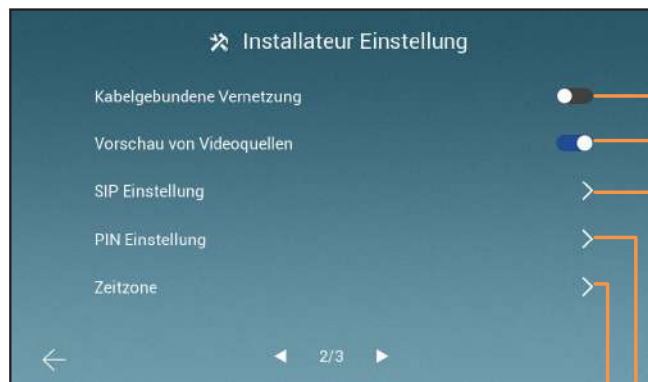 Installateur Einstellung
Kabelgebundene Vernetzung
Vorschau von Videoquellen
SIP Einstellung
PIN Einstellung
Zeitzone
2/3